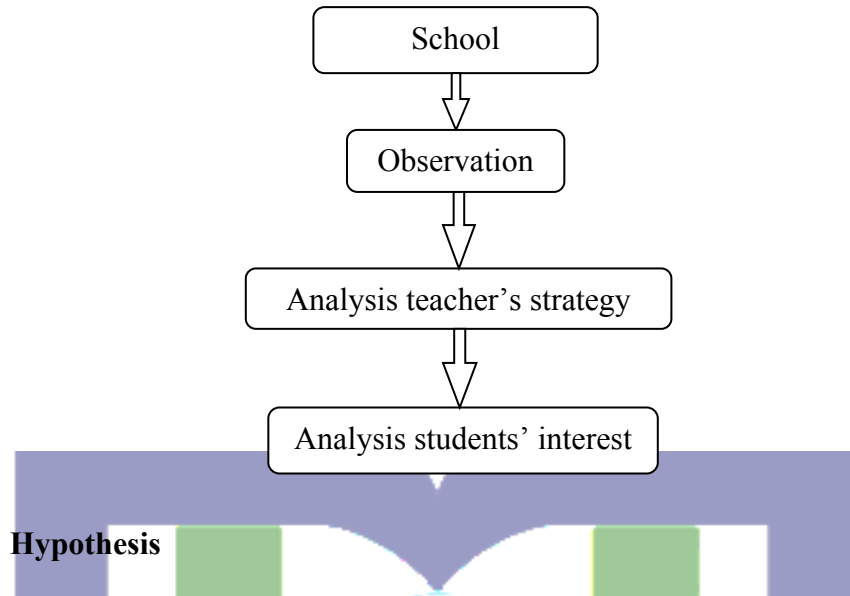 School
Observation
Analysis teacher’s strategy
Analysis students’ interest
Hypothesis